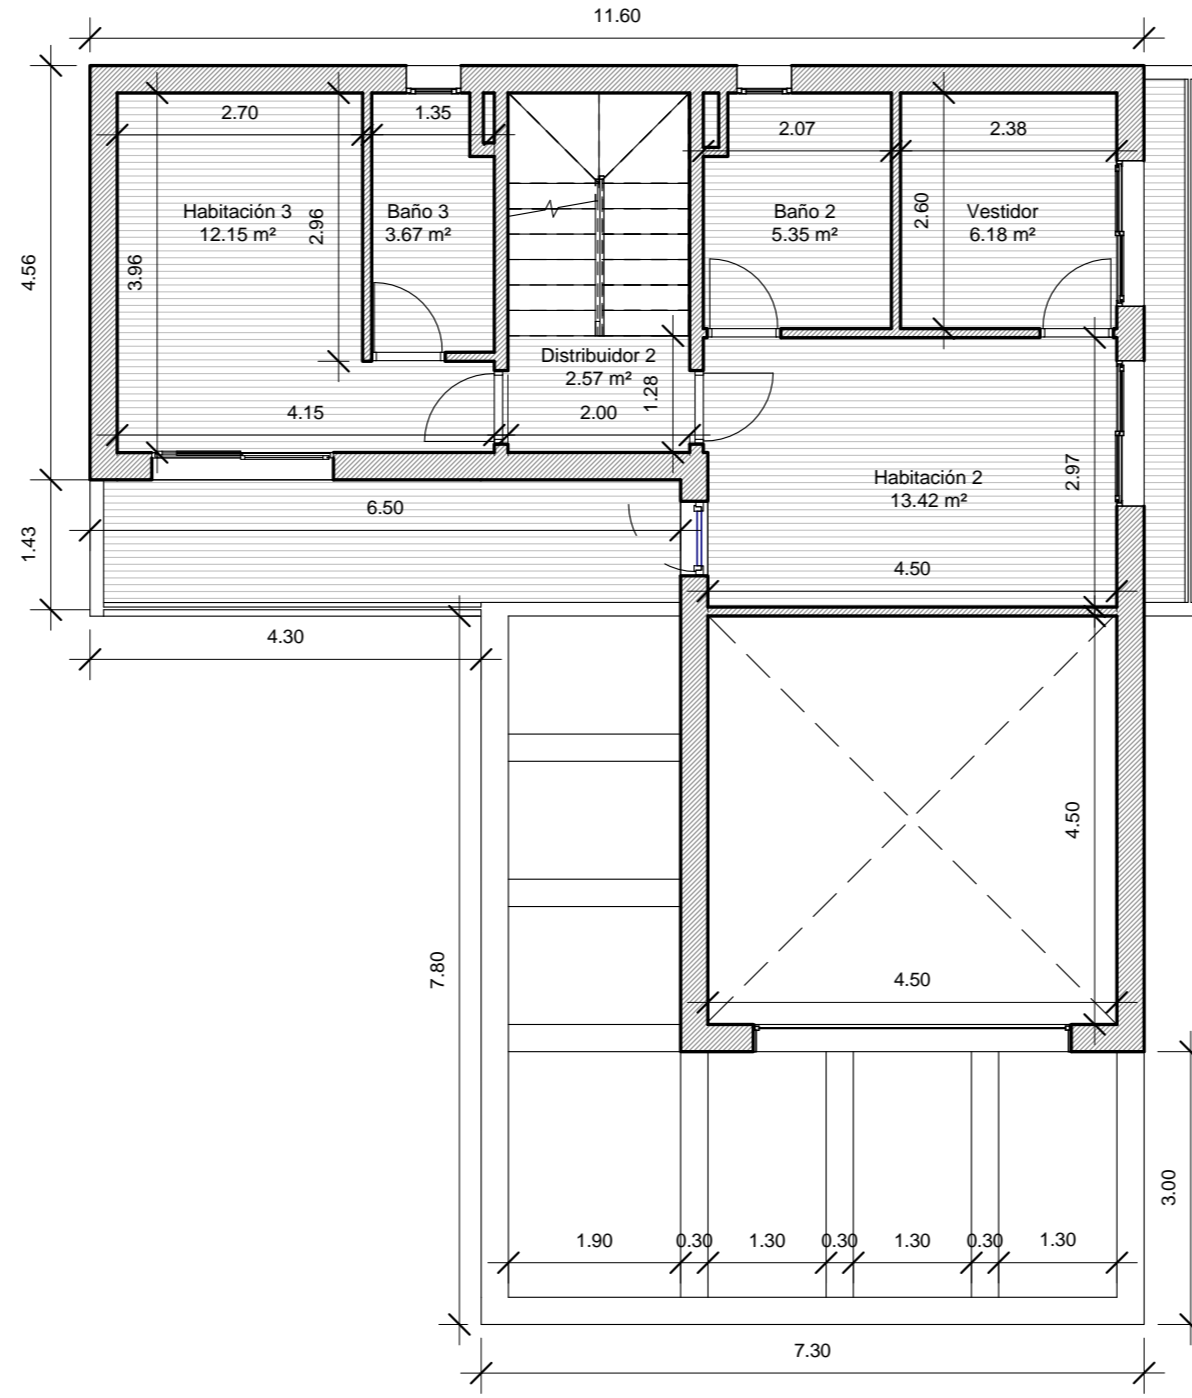 11.60
2.70
1.35
2.07
2.38
Habitación 3
12.15 m²
2.96
Baño 3
3.67 m²
Baño 2
5.35 m²
2.60
Vestidor
6.18 m²
4.56
3.96
Distribuidor 2
2.57 m²
1.28
4.15
2.00
Habitación 2
13.42 m²
2.97
6.50
1.43
4.50
4.30
4.50
7.80
4.50
3.00
1.90
0.30
1.30
0.30
1.30
0.30
1.30
7.30